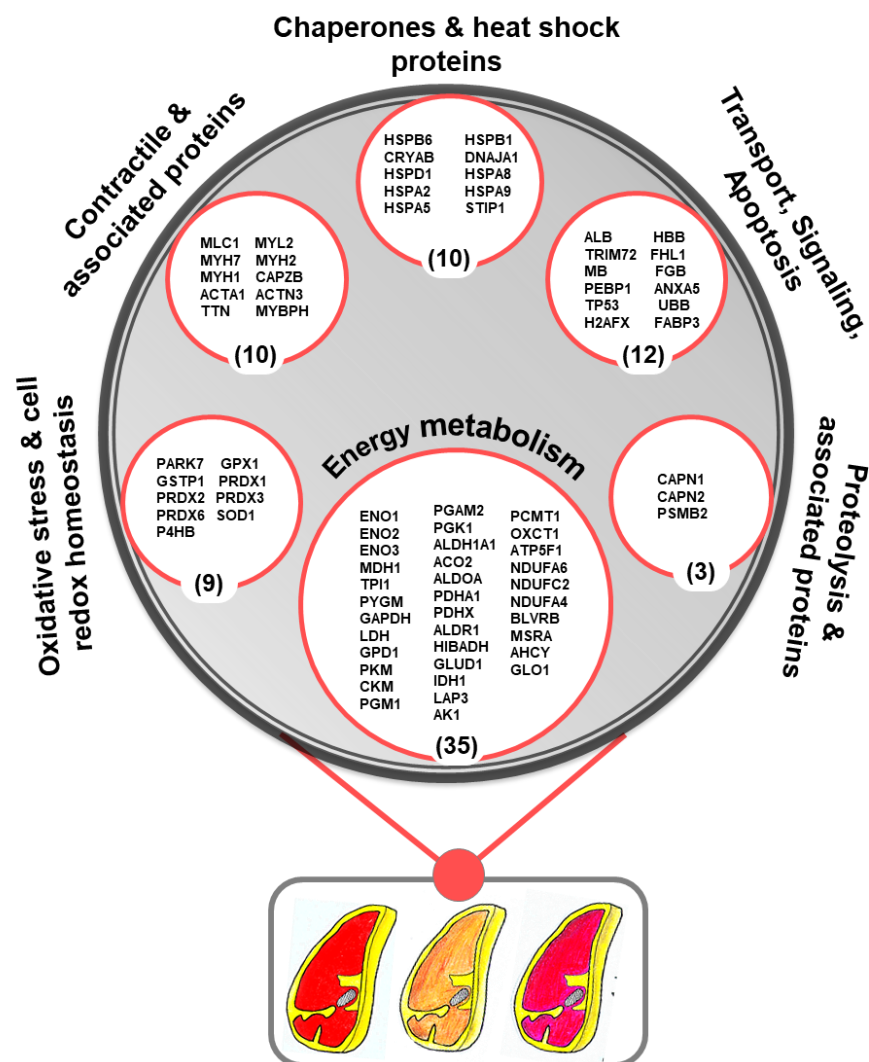 Chaperones & heat shock
proteins
HSPB6 HSPB1
CRYAB DNAJA1
HSPD1 HSPA8
HSPA2 HSPA9
HSPA5 STIP1
(10)
Contractile &
associated proteins
MLC1 MYL2
MYH7 MYH2
MYH1 CAPZB
ACTA1 ACTN3
TTN MYBPH
(10)
Transport, Signaling,
Apoptosis
ALB HBB
TRIM72 FHL1
MB FGB
PEBP1 ANXA5
TP53 UBB
H2AFX FABP3
(12)
Oxidative stress & cell
redox homeostasis
PARK7 GPX1
GSTP1 PRDX1
PRDX2 PRDX3
PRDX6 SOD1
P4HB
(9)
Energy metabolism
ENO1
ENO2
ENO3
MDH1
TPI1
PYGM
GAPDH
LDH
GPD1
PKM
CKM
PGM1
PGAM2
PGK1
ALDH1A1
ACO2
ALDOA
PDHA1
PDHX
ALDR1
HIBADH
GLUD1
IDH1
LAP3
AK1
PCMT1
OXCT1
ATP5F1
NDUFA6
NDUFC2
NDUFA4
BLVRB
MSRA
AHCY
GLO1
(35)
Proteolysis &
associated proteins
CAPN1
CAPN2
PSMB2
(3)